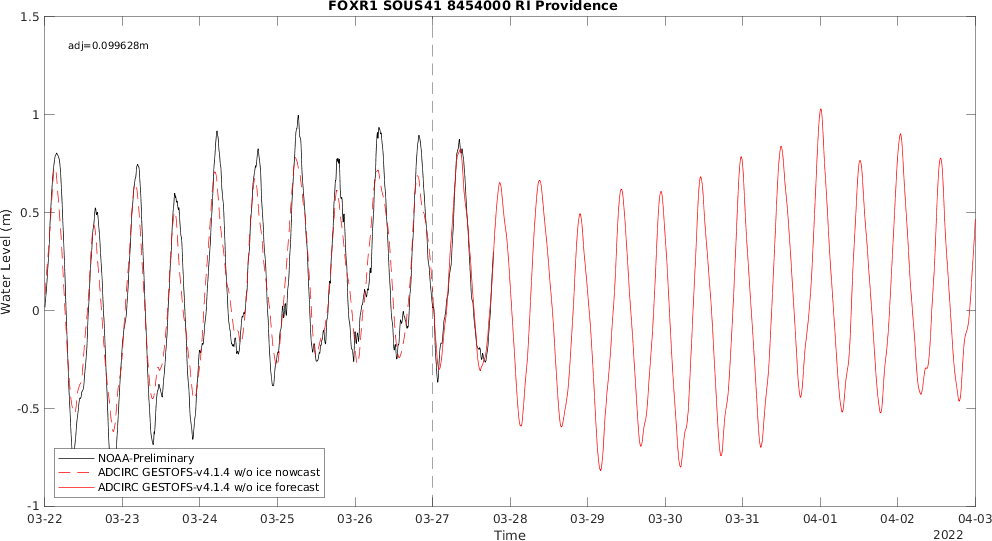 FOXR1 SOUS41 8454000 RI Providence
1.5
adj=0.099628m
1
0.5
0
-0.5
-1
Water Level (m)
NOAA-Preliminary
ADCIRC GESTOFS-v4.1.4 w/o ice nowcast
ADCIRC GESTOFS-v4.1.4 w/o ice forecast
03-22 03-23 03-24 03-25 03-26 03-27 03-28 03-29 03-30 03-31 04-01 04-02 04-03
Time
2022